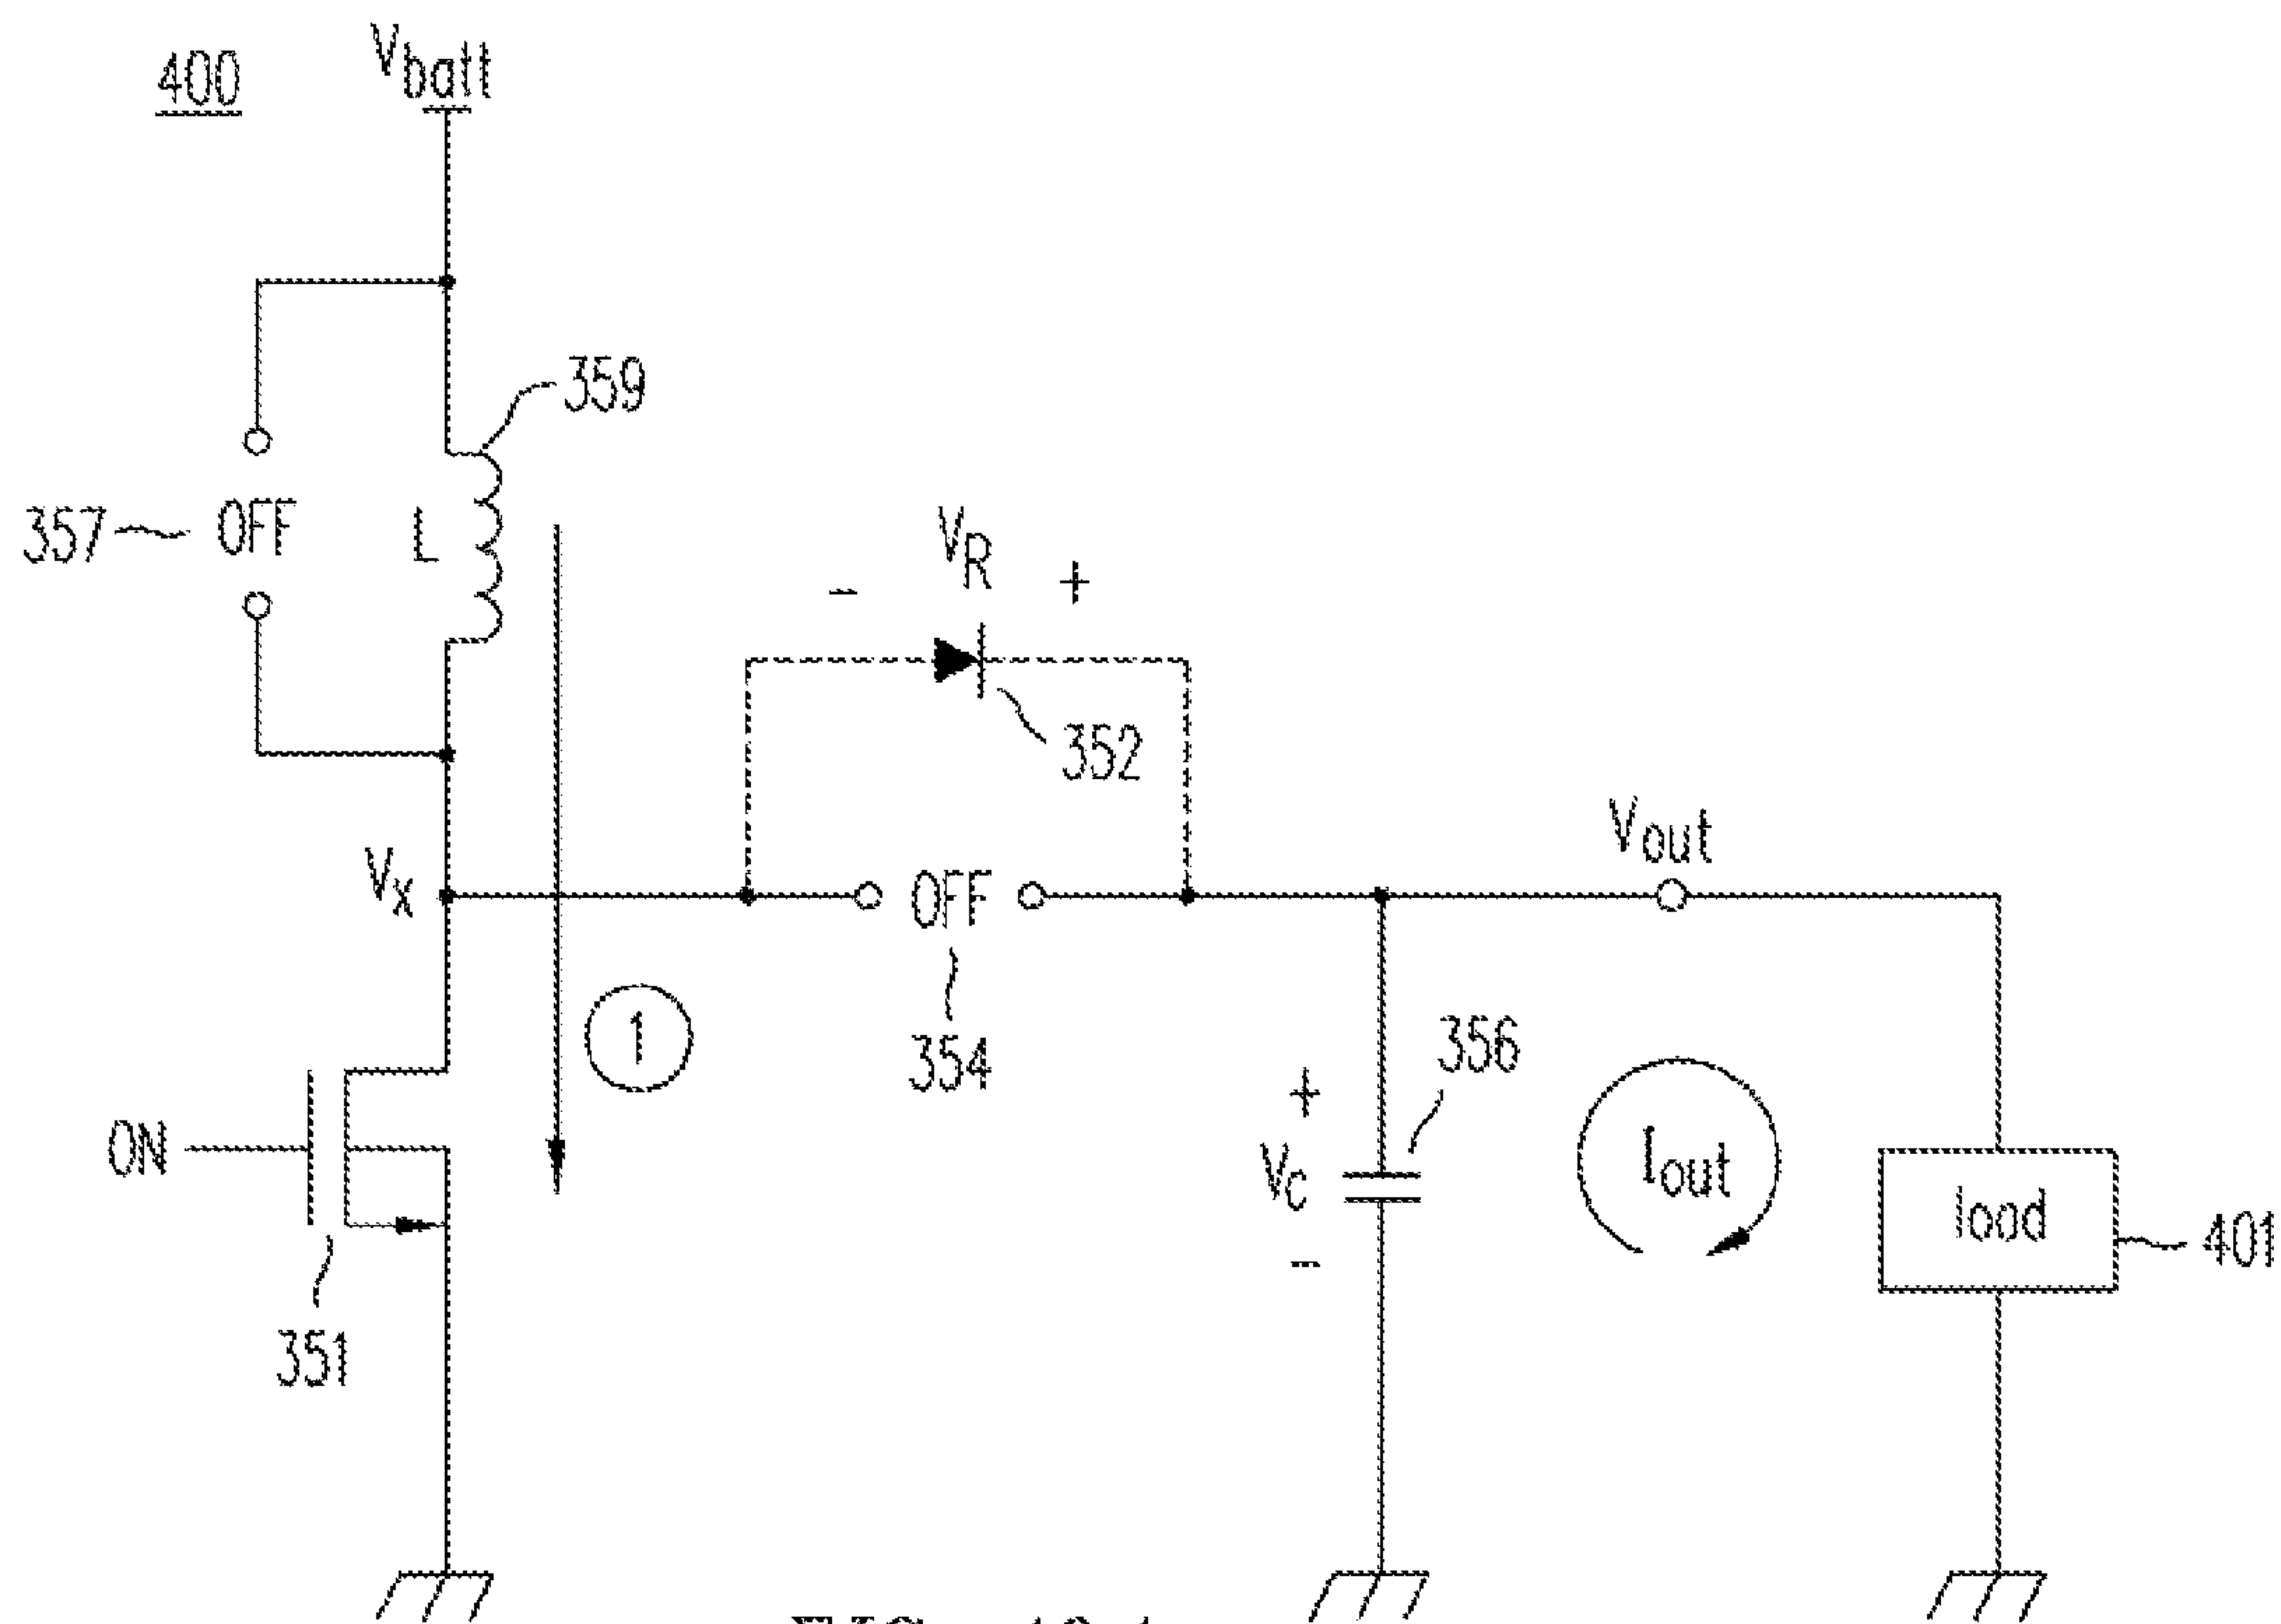 400
Vbatt
359
357
OFF
L
- VR +
352
Vout
Vx
OFF
354
1
ON
351
+
VC
-
356
Iout
load
401